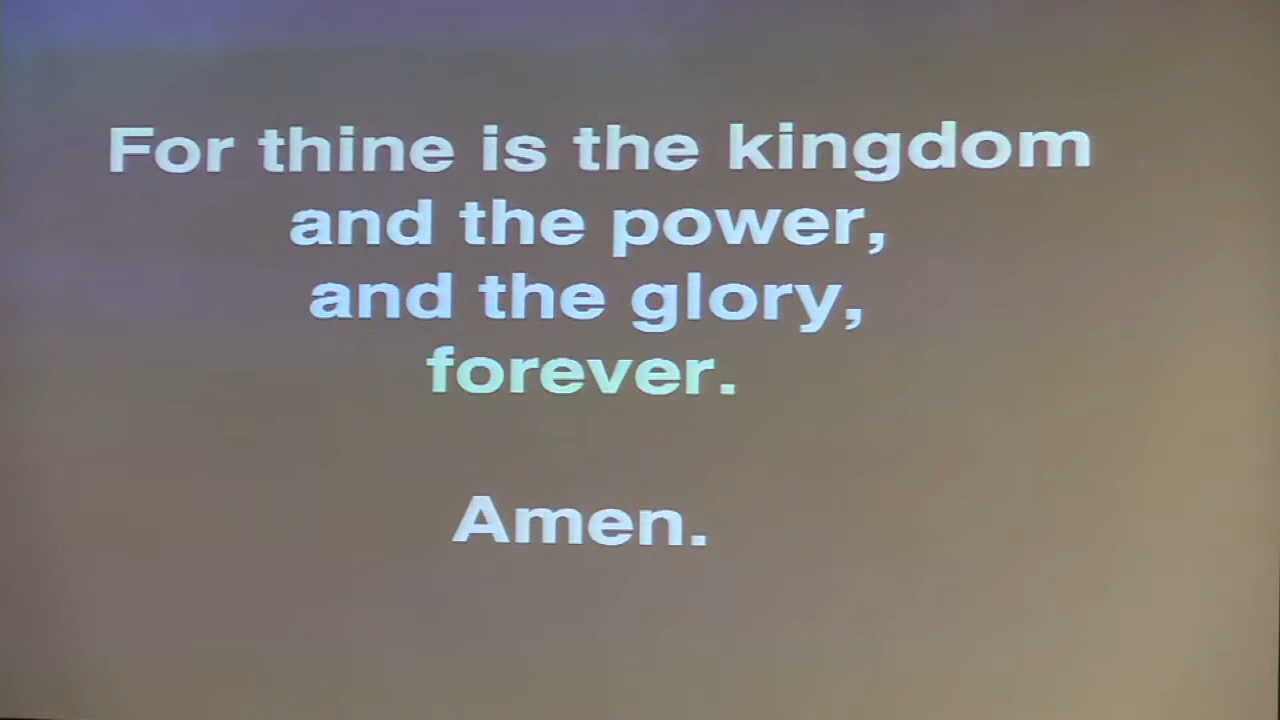 For thine is the kingdom
and the power,
and the glory,
forever.
Amen.